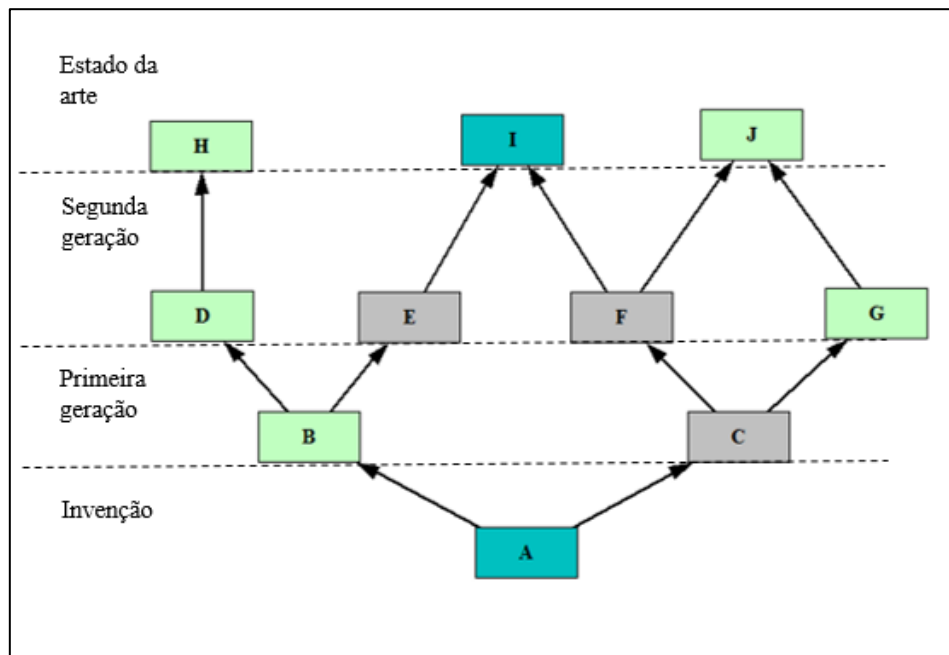 Estado da
arte
H
I
J
Segunda
geração
D
E
F
G
Primeira
geração
B
C
Invenção
A